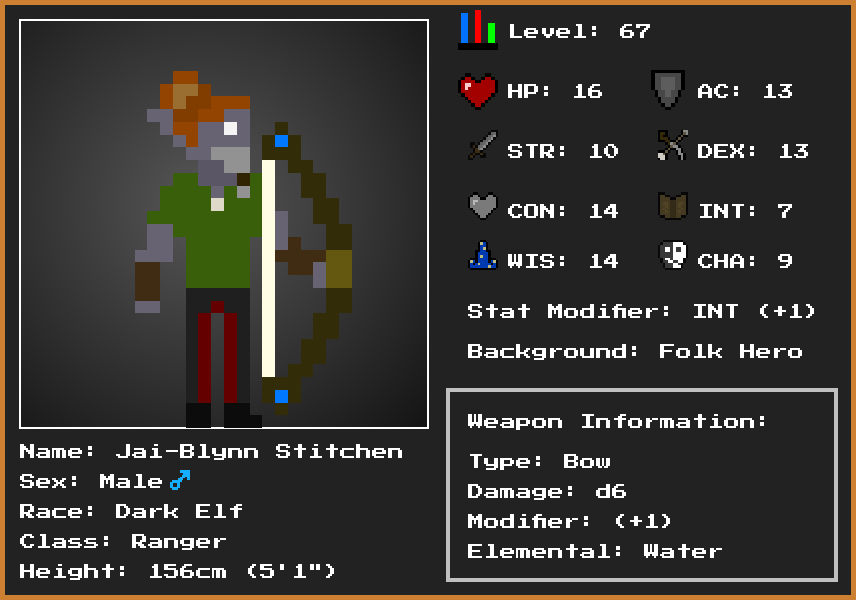 Level: 67
HP: 16
AC: 13
STR: 10
DEX: 13
CON: 14
INT: 7
WIS: 14
CHA: 9
Stat Modifier: INT (+1)
Background: Folk Hero
Weapon Information:
Type: Bow
Damage: d6
Modifier: (+1)
Elemental: Water
Name: Jai-Blynn Stitchen
Sex: Male ♂
Race: Dark Elf
Class: Ranger
Height: 156cm (5'1")